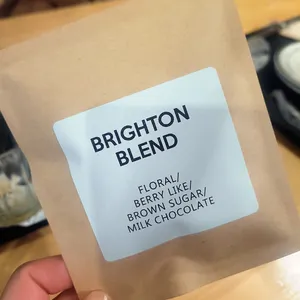 BRIGHTON
BLEND
FLORAL/
BERRY LIKE/
BROWN SUGAR/
MILK CHOCOLATE